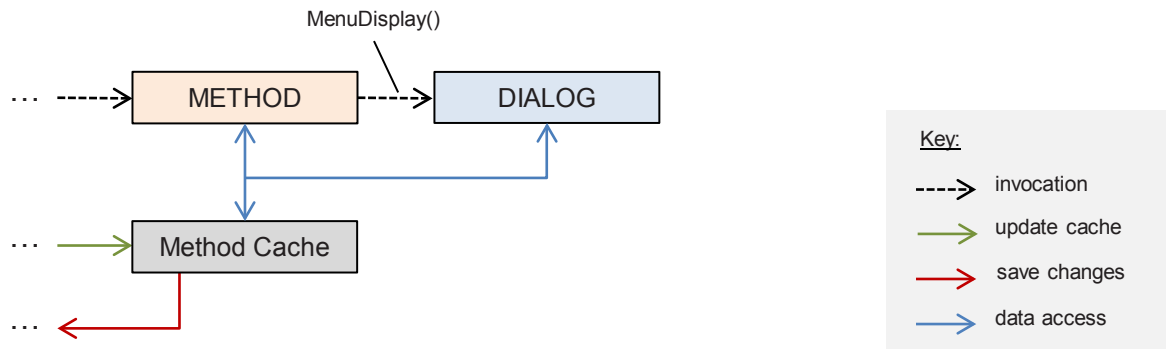 MenuDisplay()
... METHOD DIALOG
Key:
invocation
... Method Cache
update cache
save changes
...
data access